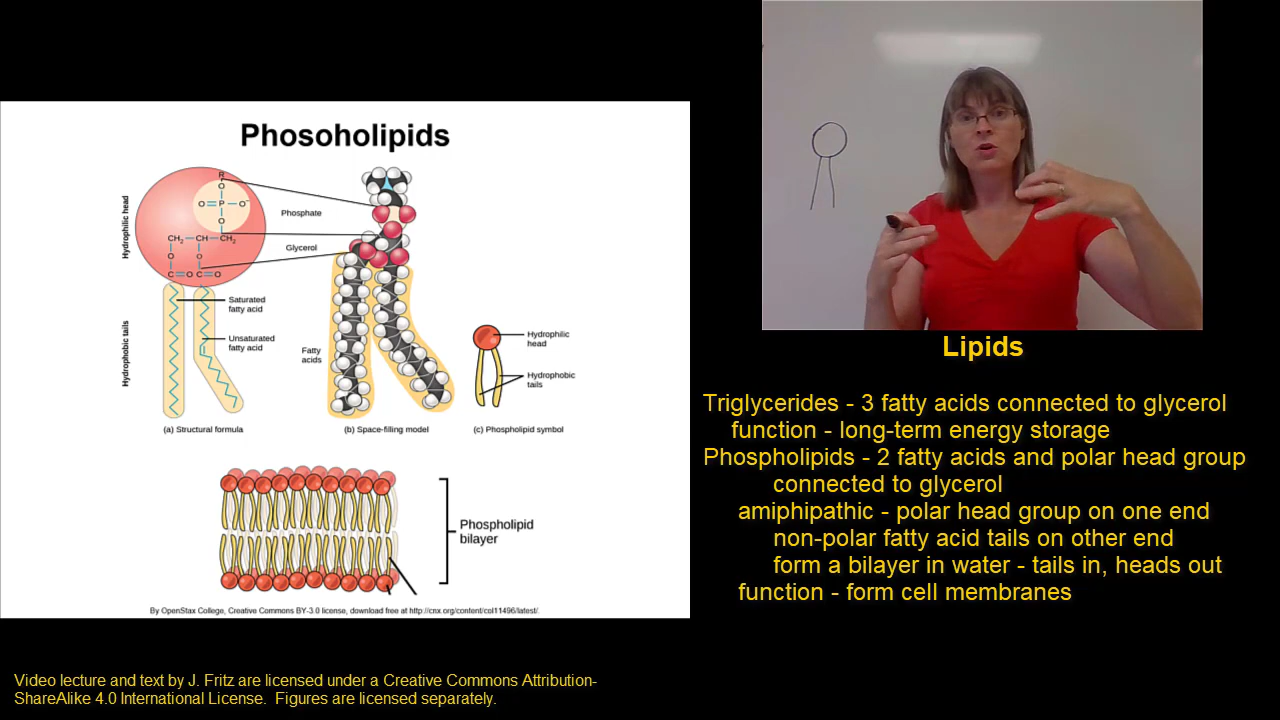 Phosoholipids
Hydrophilic head
Hydrophobic tails
R
O
O=P—O-
O
CH2—CH—CH2
O O
C=O C=O
Phosphate
Glycerol
Saturated
fatty acid
Unsaturated
fatty acid
Fatty
acids
Hydrophilic
head
Hydrophobic
tails
(a) Structural formula
(b) Space-filling model
(c) Phospholipid symbol
Phospholipid
bilayer
By OpenStax College, Creative Commons BY-3.0 license, download free at http://cnx.org/content/col11496/latest/.
Lipids
Triglycerides - 3 fatty acids connected to glycerol
function - long-term energy storage
Phospholipids - 2 fatty acids and polar head group
connected to glycerol
amiphipathic - polar head group on one end
non-polar fatty acid tails on other end
form a bilayer in water - tails in, heads out
function - form cell membranes
Video lecture and text by J. Fritz are licensed under a Creative Commons Attribution-
ShareAlike 4.0 International License.  Figures are licensed separately.